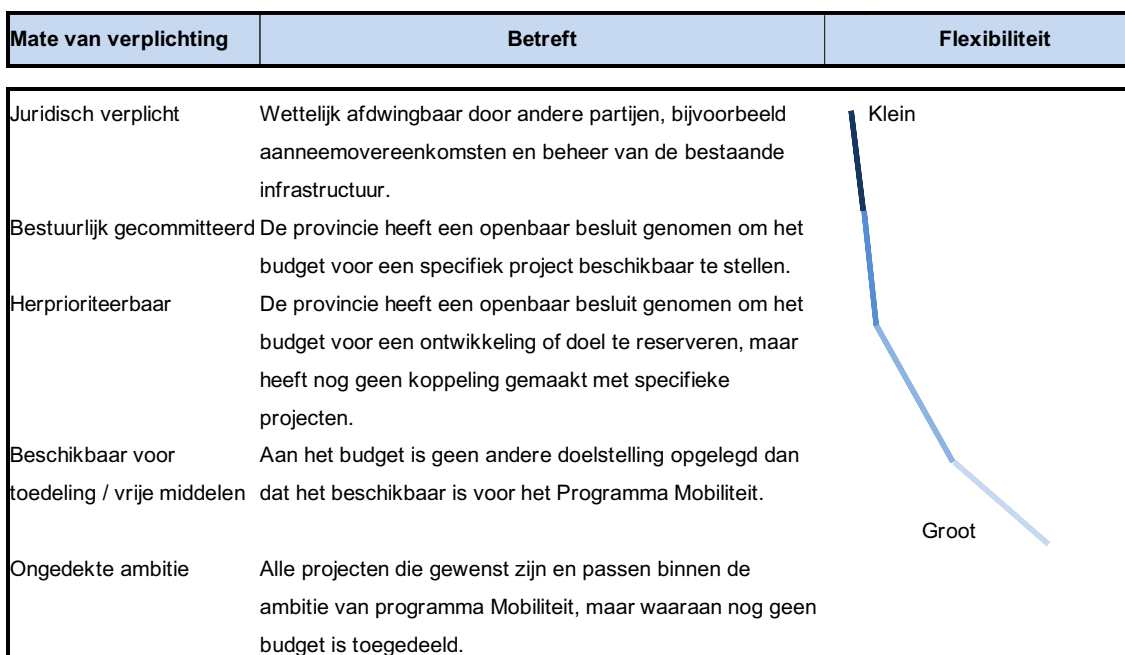 Mate van verplichting Betreft Flexibiliteit
Juridisch verplicht Wettelijk afdwingbaar door andere partijen, bijvoorbeeld Klein
aanneemovereenkomsten en beheer van de bestaande
infrastructuur.
Bestuurlijk gecommitteerd De provincie heeft een openbaar besluit genomen om het
budget voor een specifiek project beschikbaar te stellen.
Herprioriteerbaar De provincie heeft een openbaar besluit genomen om het
budget voor een ontwikkeling of doel te reserveren, maar
heeft nog geen koppeling gemaakt met specifieke
projecten.
Beschikbaar voor Aan het budget is geen andere doelstelling opgelegd dan
toedeling / vrije middelen dat het beschikbaar is voor het Programma Mobiliteit.
Groot
Ongedekte ambitie Alle projecten die gewenst zijn en passen binnen de
ambitie van programma Mobiliteit, maar waaraan nog geen
budget is toegedeeld.